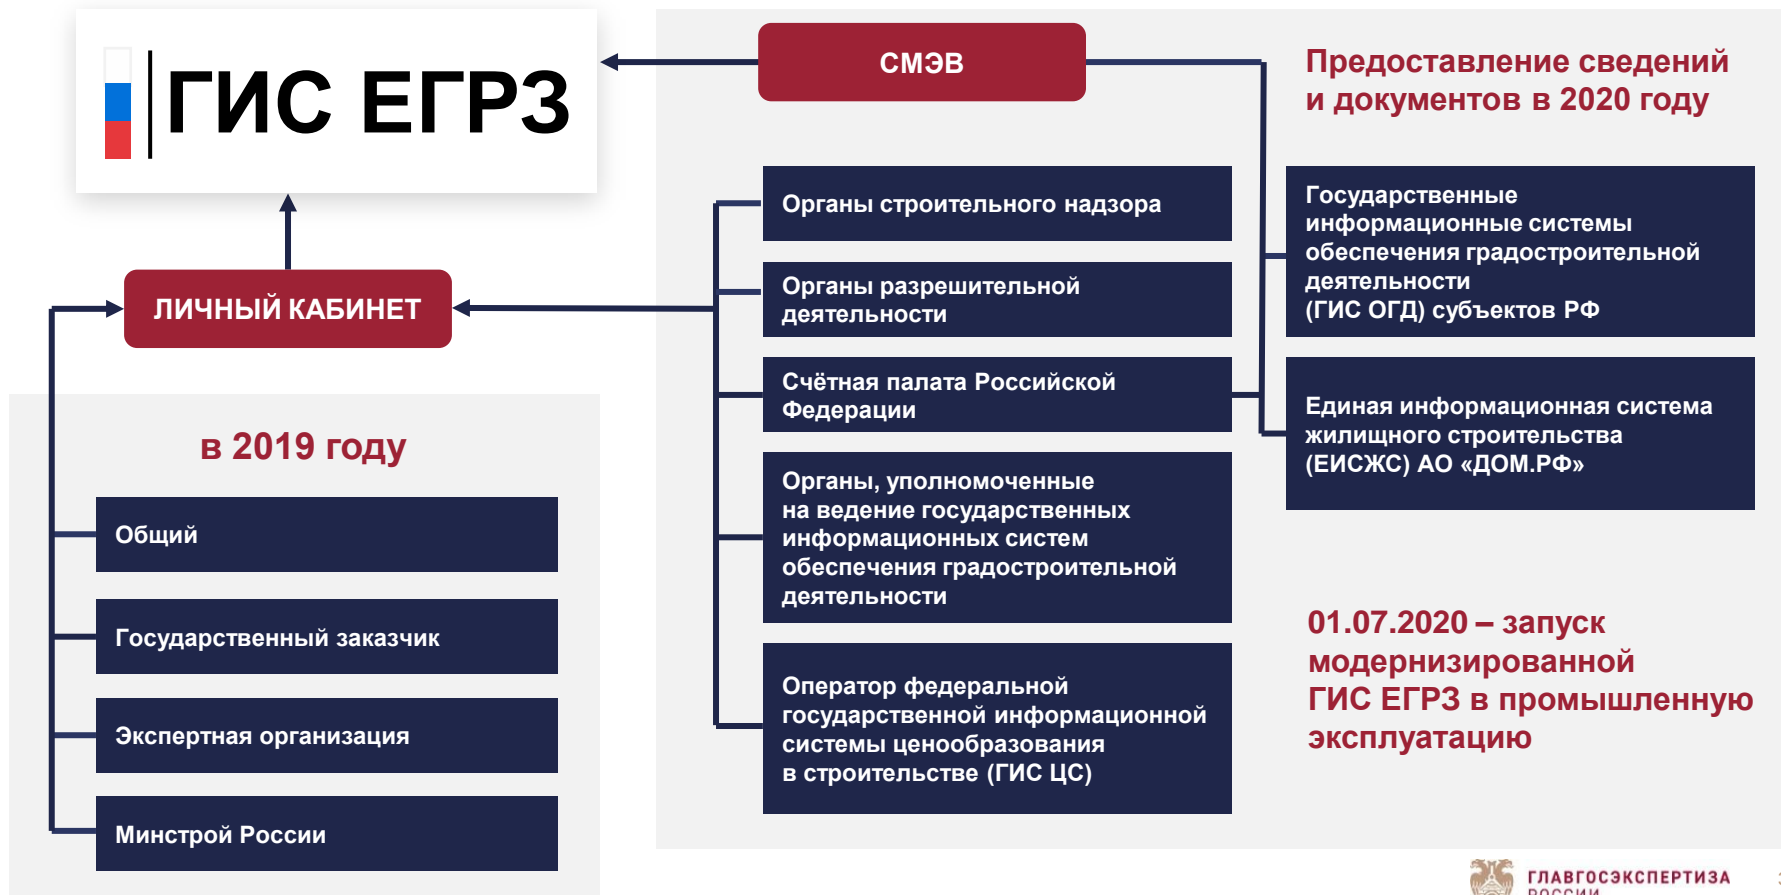 ГИС ЕГРЗ
СМЭВ
Предоставление сведений
и документов в 2020 году
ЛИЧНЫЙ КАБИНЕТ
в 2019 году
Общий
Государственный заказчик
Экспертная организация
Минстрой России
Органы строительного надзора
Органы разрешительной
деятельности
Счётная палата Российской
Федерации
Органы, уполномоченные
на ведение государственных
информационных систем
обеспечения градостроительной
деятельности
Оператор федеральной
государственной информационной
системы ценообразования
в строительстве (ГИС ЦС)
Государственные
информационные системы
обеспечения градостроительной
деятельности
(ГИС ОГД) субъектов РФ
Единая информационная система
жилищного строительства
(ЕИСЖС) АО «ДОМ.РФ»
01.07.2020 – запуск
модернизированной
ГИС ЕГРЗ в промышленную
эксплуатацию
ГЛАВГОСЭКСПЕРТИЗА
РОССИИ